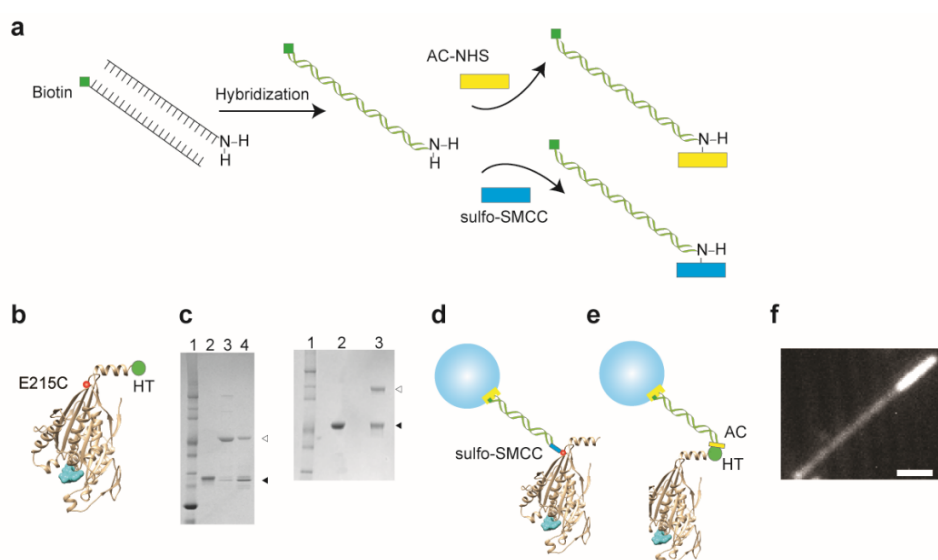 a
Biotin
N–H
H
Hybridization
N–H
H
AC-NHS
sulfo-SMCC
N–H
N–H
b
E215C
HT
c
1 2 3 4
1 2 3
d
sulfo-SMCC
e
AC
HT
f